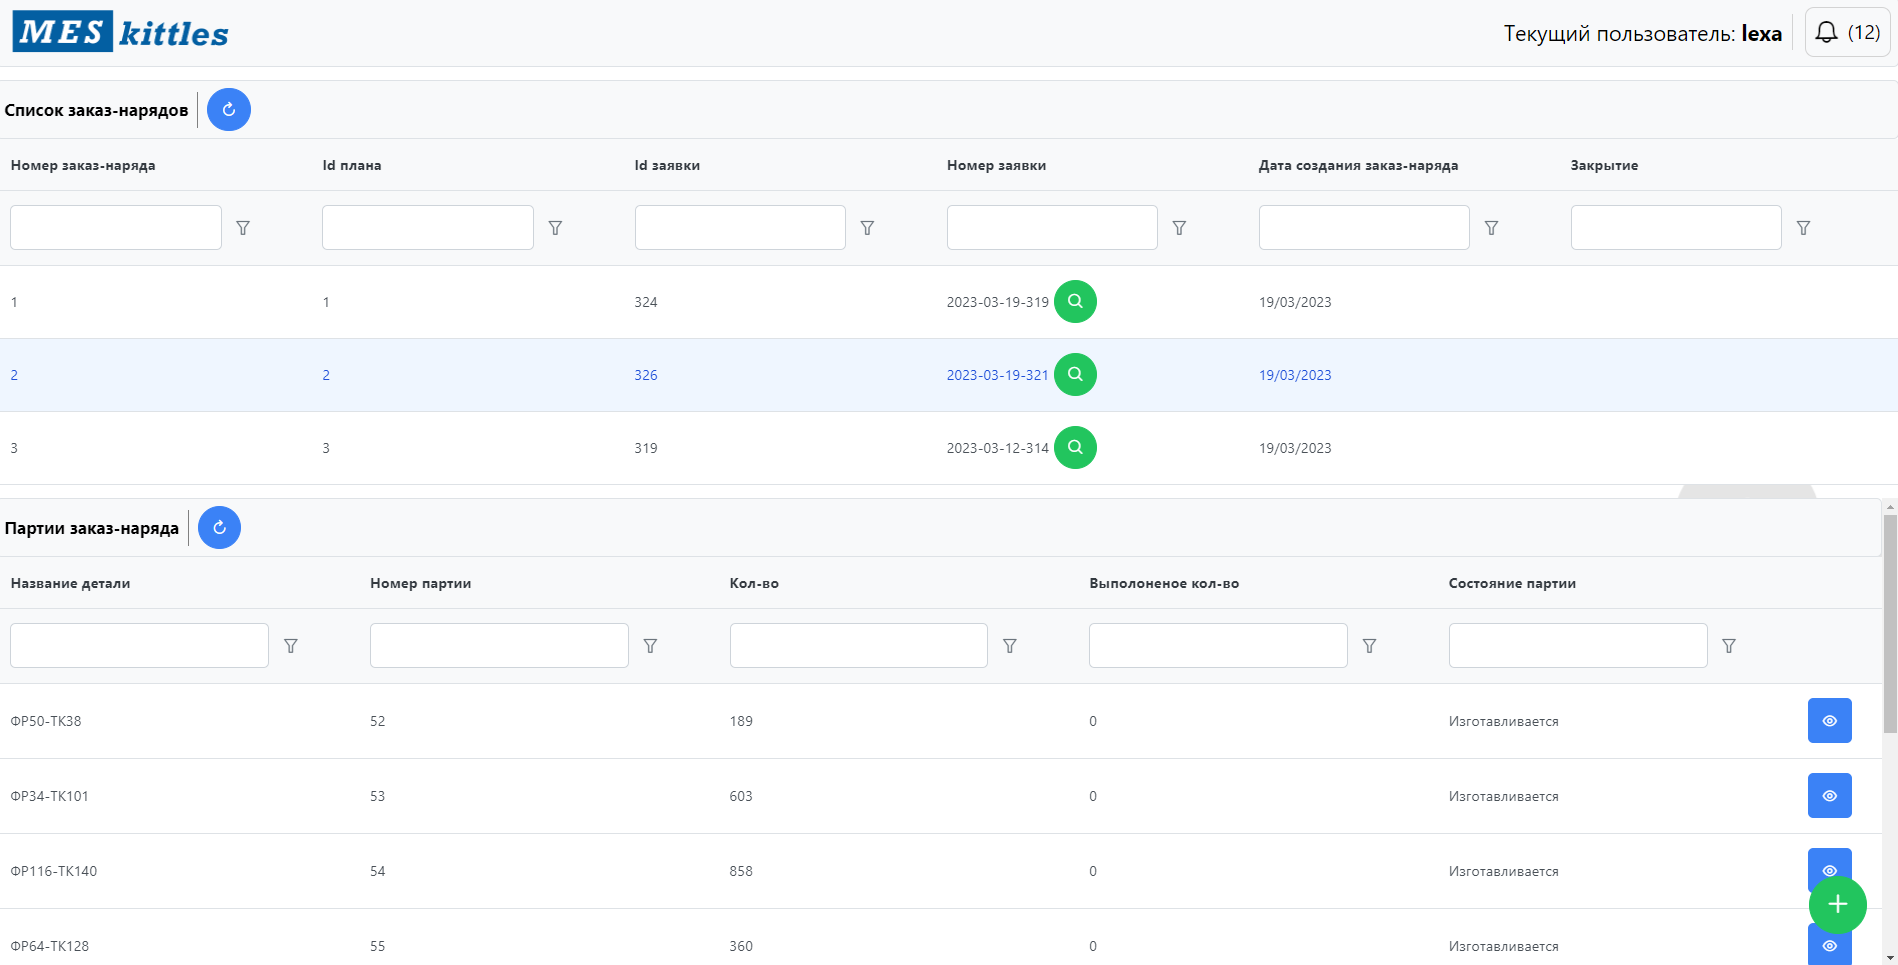 MES kittles
Текущий пользователь: lexa
(12)
Список заказ-нарядов
Номер заказ-наряда Id плана Id заявки Номер заявки Дата создания заказ-наряда Закрытие
1 1 324 2023-03-19-319 19/03/2023
2 2 326 2023-03-19-321 19/03/2023
3 3 319 2023-03-12-314 19/03/2023
Партии заказ-наряда
Название детали Номер партии Кол-во Выполоненое кол-во Состояние партии
ФР50-ТК38 52 189 0 Изготавливается
ФР34-ТК101 53 603 0 Изготавливается
ФР116-ТК140 54 858 0 Изготавливается
ФР64-ТК128 55 360 0 Изготавливается